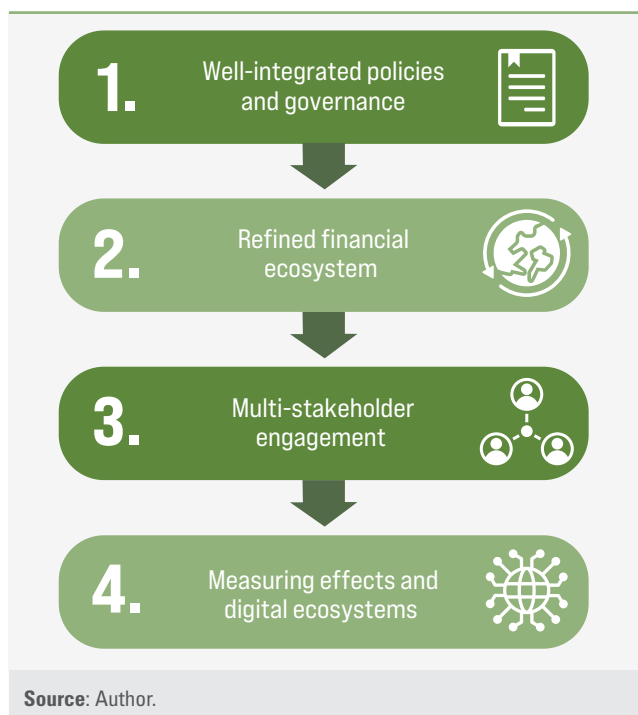 1.
Well-integrated policies
and governance
2.
Refined financial
ecosystem
3.
Multi-stakeholder
engagement
4.
Measuring effects and
digital ecosystems
Source: Author.